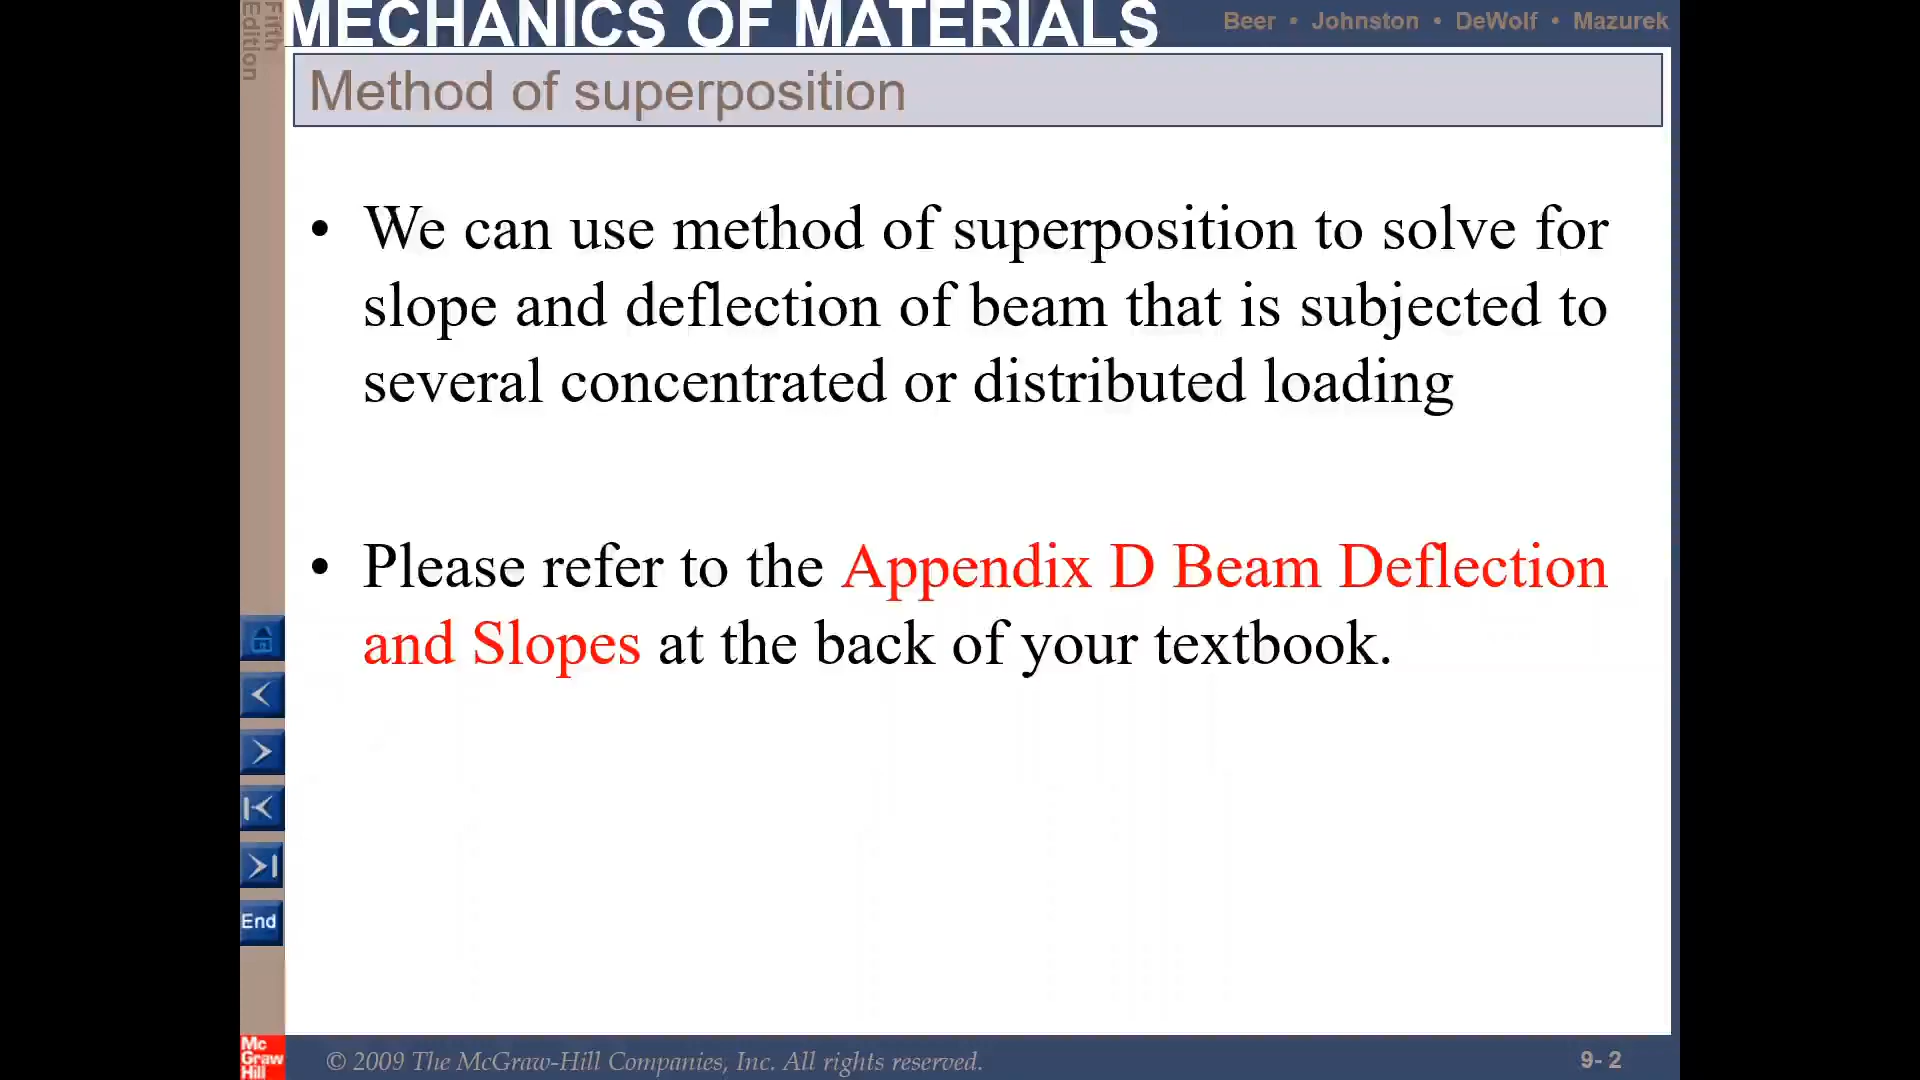 MECHANICS OF MATERIALS
Beer • Johnston • DeWolf • Mazurek
Fifth
Edition
Method of superposition
• We can use method of superposition to solve for
slope and deflection of beam that is subjected to
several concentrated or distributed loading
• Please refer to the Appendix D Beam Deflection
and Slopes at the back of your textbook.
End
Mc
Graw
Hill
© 2009 The McGraw-Hill Companies, Inc. All rights reserved.
9- 2